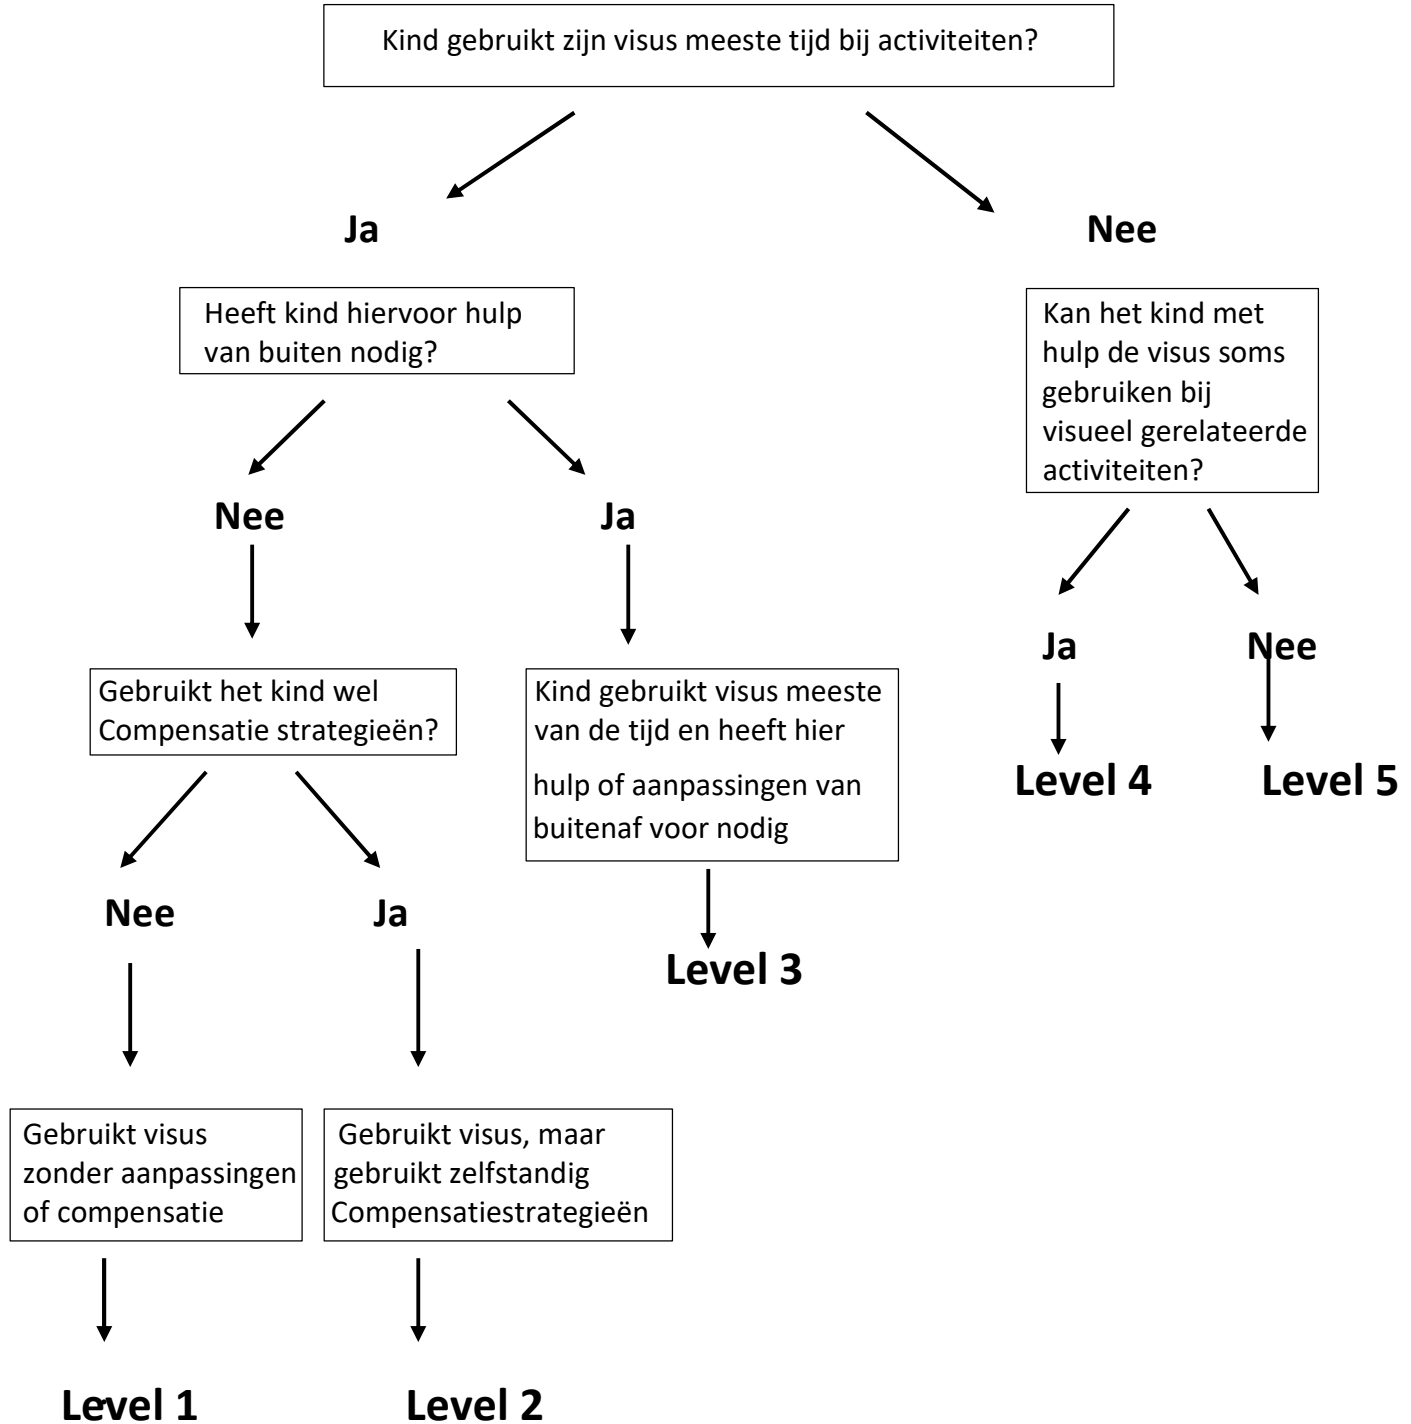 Kind gebruikt zijn visus meeste tijd bij activiteiten?
Ja
Nee
Heeft kind hiervoor hulp
van buiten nodig?
Kan het kind met
hulp de visus soms
gebruiken bij
visueel gerelateerde
activiteiten?
Nee
Ja
Ja
Nee
Gebruikt het kind wel
Compensatie strategieën?
Kind gebruikt visus meeste
van de tijd en heeft hier
hulp of aanpassingen van
buitenaf voor nodig
Level 4
Level 5
Nee
Ja
Level 3
Gebruikt visus
zonder aanpassingen
of compensatie
Gebruikt visus, maar
gebruikt zelfstandig
Compensatiestrategieën
Level 1
Level 2